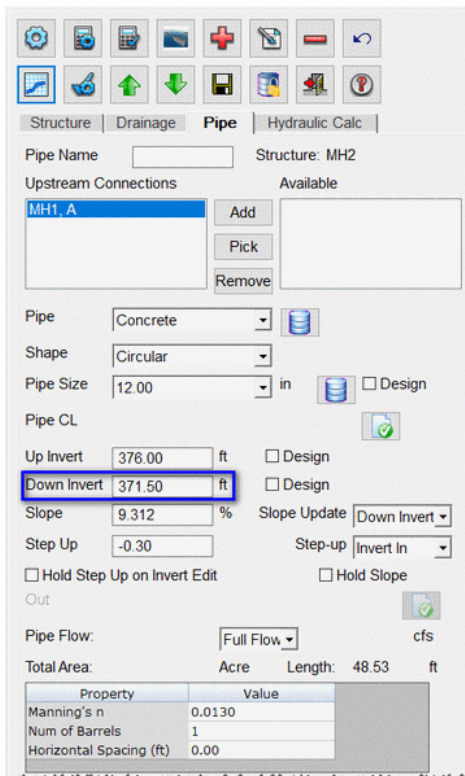 Structure Drainage Pipe Hydraulic Calc
Pipe Name Structure: MH2
Upstream Connections Available
MH1, A
Add
Pick
Remove
Pipe Concrete
Shape Circular
Pipe Size 12.00 in Design
Pipe CL
Up Invert 376.00 ft Design
Down Invert 371.50 ft Design
Slope 9.312 % Slope Update Down Invert
Step Up -0.30 Step-up Invert In
Hold Step Up on Invert Edit Hold Slope
Out
Pipe Flow: Full Flow cfs
Total Area: Acre Length: 48.53 ft
Property Value
Manning's n 0.0130
Num of Barrels 1
Horizontal Spacing (ft) 0.00